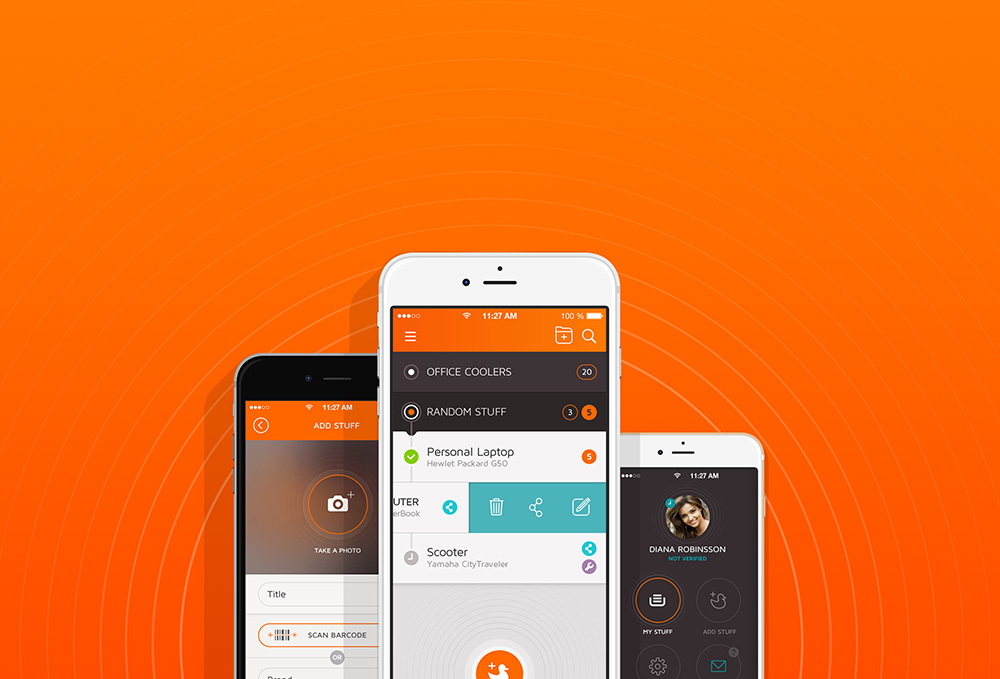 11:27 AM
100 %
OFFICE COOLERS
20
RANDOM STUFF
3
5
Personal Laptop
Hewlet Packard G50
5
UTER
erBook
Scooter
Yamaha CityTraveler
11:27 AM
ADD STUFF
TAKE A PHOTO
Title
SCAN BARCODE
OR
11:27 AM
DIANA ROBINSSON
NOT VERIFIED
MY STUFF
ADD STUFF
?